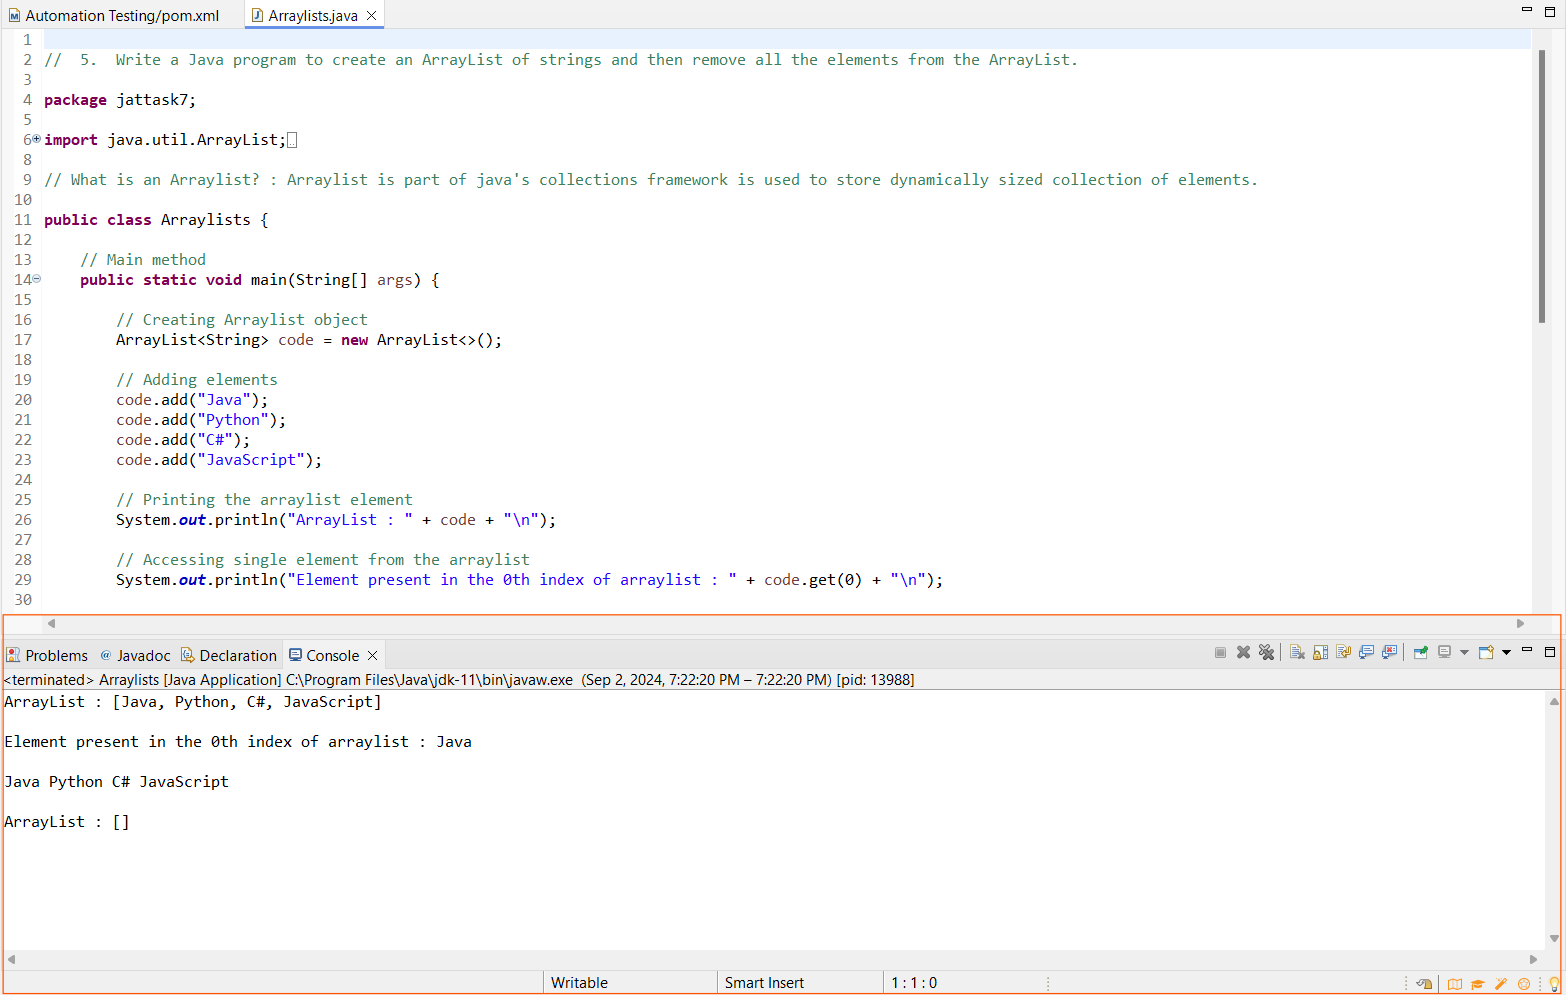 Automation Testing/pom.xml Arraylists.java
1
2 //  5.  Write a Java program to create an ArrayList of strings and then remove all the elements from the ArrayList.
3
4 package jattask7;
5
6 import java.util.ArrayList;
8
9 // What is an Arraylist? : Arraylist is part of java's collections framework is used to store dynamically sized collection of elements.
10
11 public class Arraylists {
12
13     // Main method
14     public static void main(String[] args) {
15
16         // Creating Arraylist object
17         ArrayList<String> code = new ArrayList<>();
18
19         // Adding elements
20         code.add("Java");
21         code.add("Python");
22         code.add("C#");
23         code.add("JavaScript");
24
25         // Printing the arraylist element
26         System.out.println("ArrayList : " + code + "\n");
27
28         // Accessing single element from the arraylist
29         System.out.println("Element present in the 0th index of arraylist : " + code.get(0) + "\n");
30
Problems @ Javadoc Declaration Console
<terminated> Arraylists [Java Application] C:\Program Files\Java\jdk-11\bin\javaw.exe  (Sep 2, 2024, 7:22:20 PM – 7:22:20 PM) [pid: 13988]
ArrayList : [Java, Python, C#, JavaScript]
Element present in the 0th index of arraylist : Java
Java Python C# JavaScript
ArrayList : []
Writable Smart Insert 1 : 1 : 0